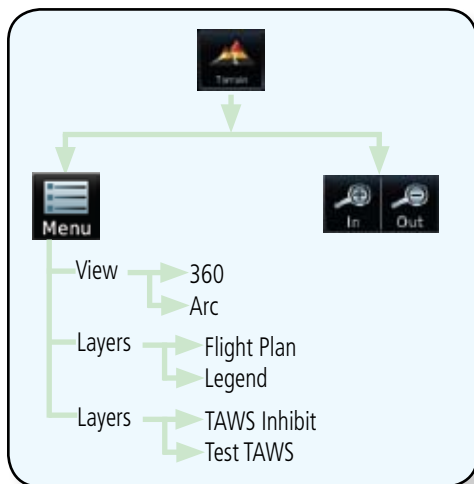 Terrain
Menu
In Out
View
360
Arc
Layers
Flight Plan
Legend
Layers
TAWS Inhibit
Test TAWS